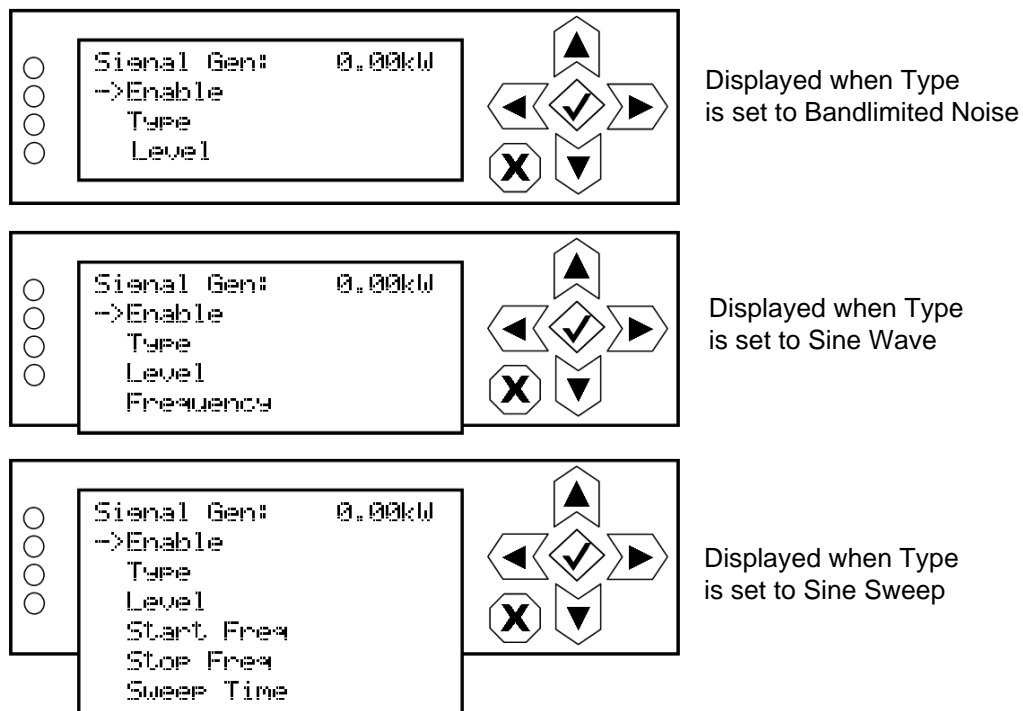 Signal Gen: 0.00kW
->Enable
Type
Level
Displayed when Type
is set to Bandlimited Noise
Signal Gen: 0.00kW
->Enable
Type
Level
Frequency
Displayed when Type
is set to Sine Wave
Signal Gen: 0.00kW
->Enable
Type
Level
Start Freq
Stop Freq
Sweep Time
Displayed when Type
is set to Sine Sweep